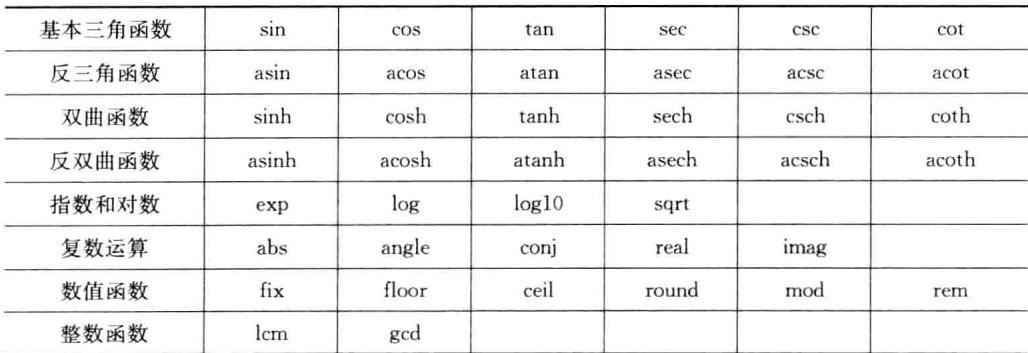 基本三角函数 sin cos tan sec csc cot
反三角函数 asin acos atan asec acsc acot
双曲函数 sinh cosh tanh sech csch coth
反双曲函数 asinh acosh atanh asech acsch acoth
指数和对数 exp log log10 sqrt
复数运算 abs angle conj real imag
数值函数 fix floor ceil round mod rem
整数函数 lcm gcd